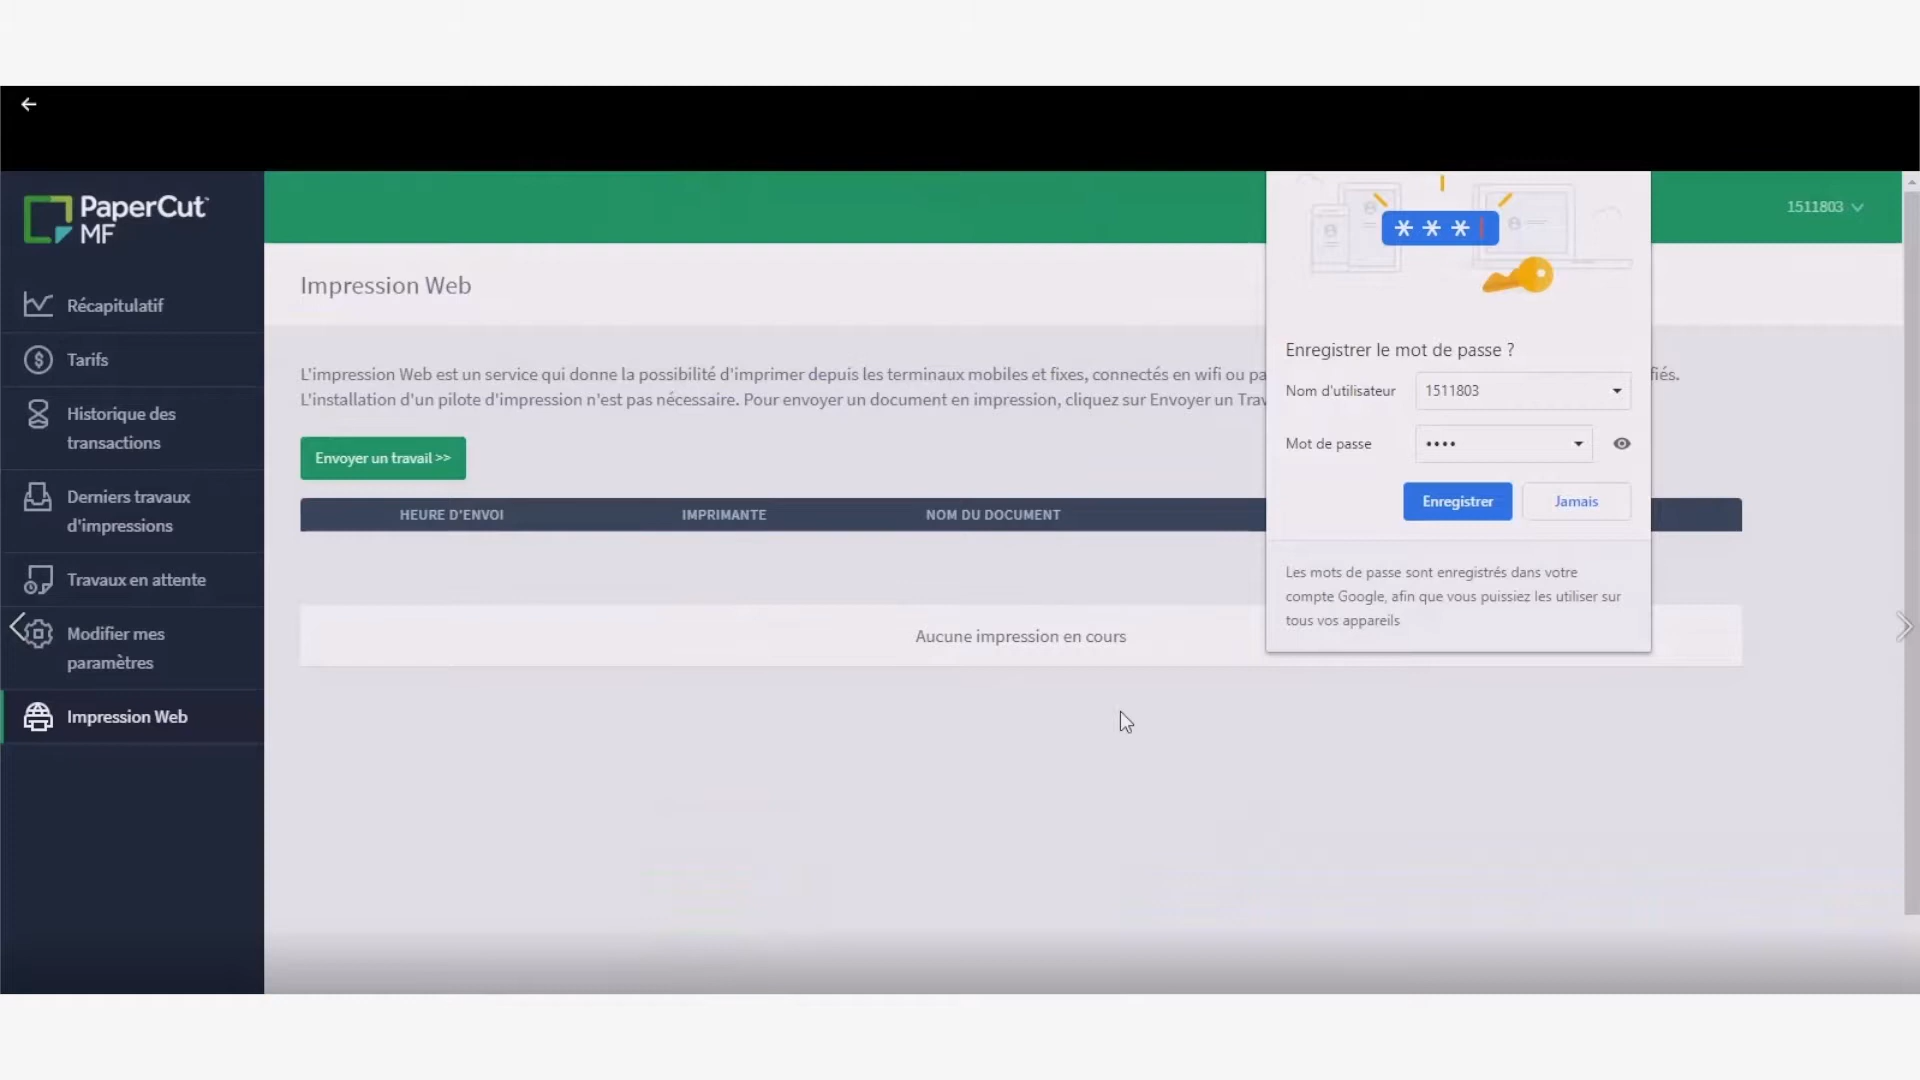 PaperCut
MF
1511803
Récapitulatif
Tarifs
Historique des
transactions
Derniers travaux
d'impressions
Travaux en attente
Modifier mes
paramètres
Impression Web
Impression Web
L'impression Web est un service qui donne la possibilité d'imprimer depuis les terminaux mobiles et fixes, connectés en wifi ou pa
fiés.
L'installation d'un pilote d'impression n'est pas nécessaire. Pour envoyer un document en impression, cliquez sur Envoyer un Trav
Envoyer un travail >>
HEURE D'ENVOI IMPRIMANTE NOM DU DOCUMENT
Aucune impression en cours
* * *
Enregistrer le mot de passe ?
Nom d'utilisateur 1511803
Mot de passe ••••
Enregistrer Jamais
Les mots de passe sont enregistrés dans votre
compte Google, afin que vous puissiez les utiliser sur
tous vos appareils